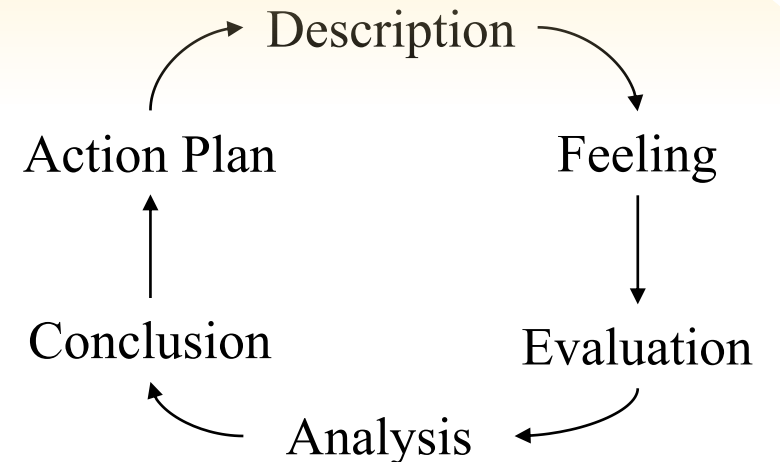 Description
Feeling
Evaluation
Analysis
Conclusion
Action Plan